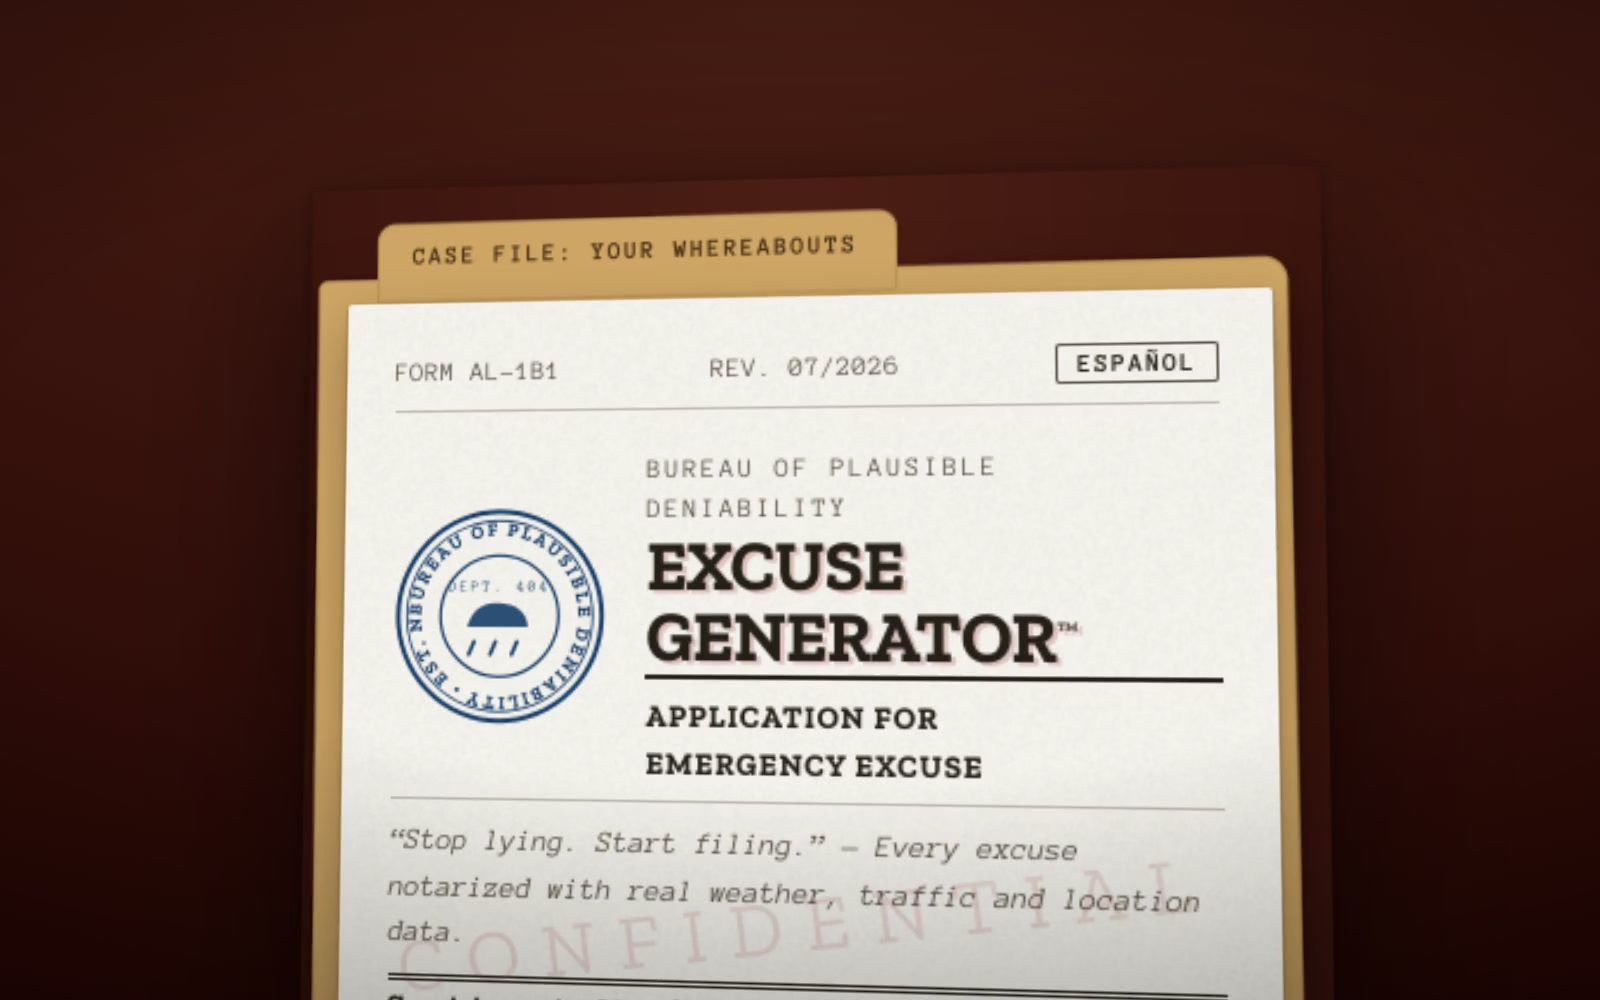 CASE FILE: YOUR WHEREABOUTS
FORM AL-1B1
REV. 07/2026
ESPAÑOL
BUREAU OF PLAUSIBLE
DENIABILITY
EXCUSE
GENERATOR™
APPLICATION FOR
EMERGENCY EXCUSE
BUREAU OF PLAUSIBLE DENIABILITY · EST. N
DEPT. 404
“Stop lying. Start filing.” — Every excuse
notarized with real weather, traffic and location
data.
CONFIDENTIAL